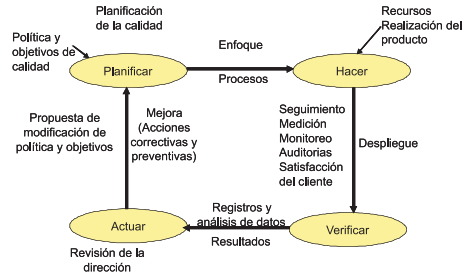 Planificación
de la calidad
Política y
objetivos de
calidad
Planificar
Enfoque
Procesos
Recursos
Realización del
producto
Hacer
Propuesta de
modificación de
política y objetivos
Mejora
(Acciones
correctivas y
preventivas)
Seguimiento
Medición
Monitoreo
Auditorias
Satisfacción
del cliente
Despliegue
Actuar
Revisión de la
dirección
Registros y
análisis de datos
Resultados
Verificar